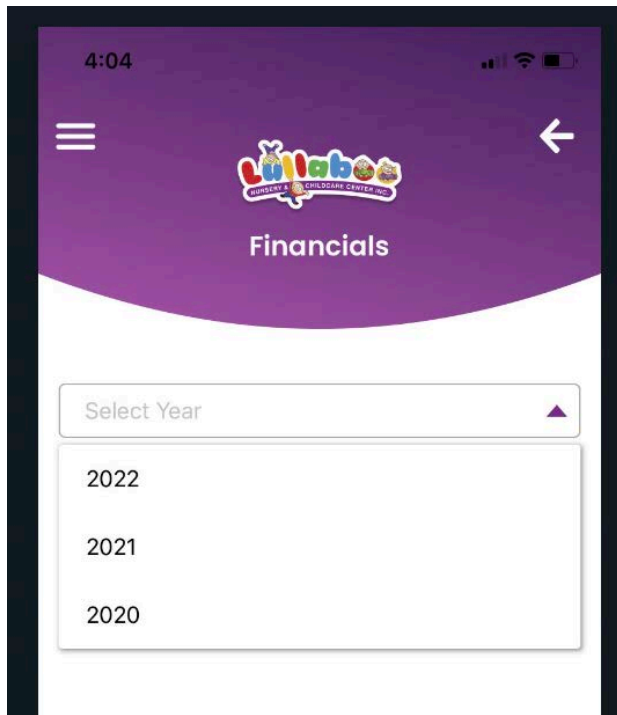 4:04
Lullaboo
NURSERY & CHILDCARE CENTER INC.
Financials
Select Year
2022
2021
2020